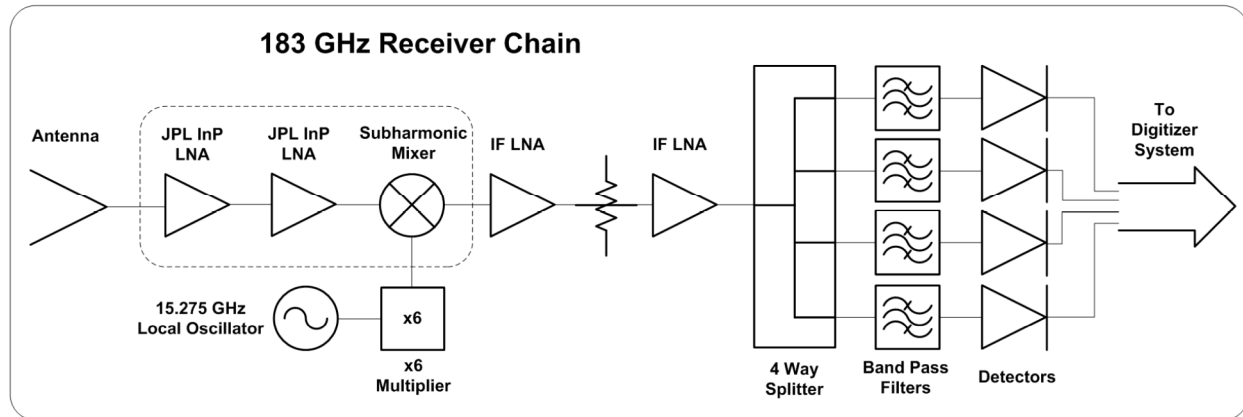 183 GHz Receiver Chain
Antenna
JPL InP
LNA
JPL InP
LNA
Subharmonic
Mixer
IF LNA
IF LNA
To
Digitizer
System
15.275 GHz
Local Oscillator
x6
x6
Multiplier
4 Way
Splitter
Band Pass
Filters
Detectors